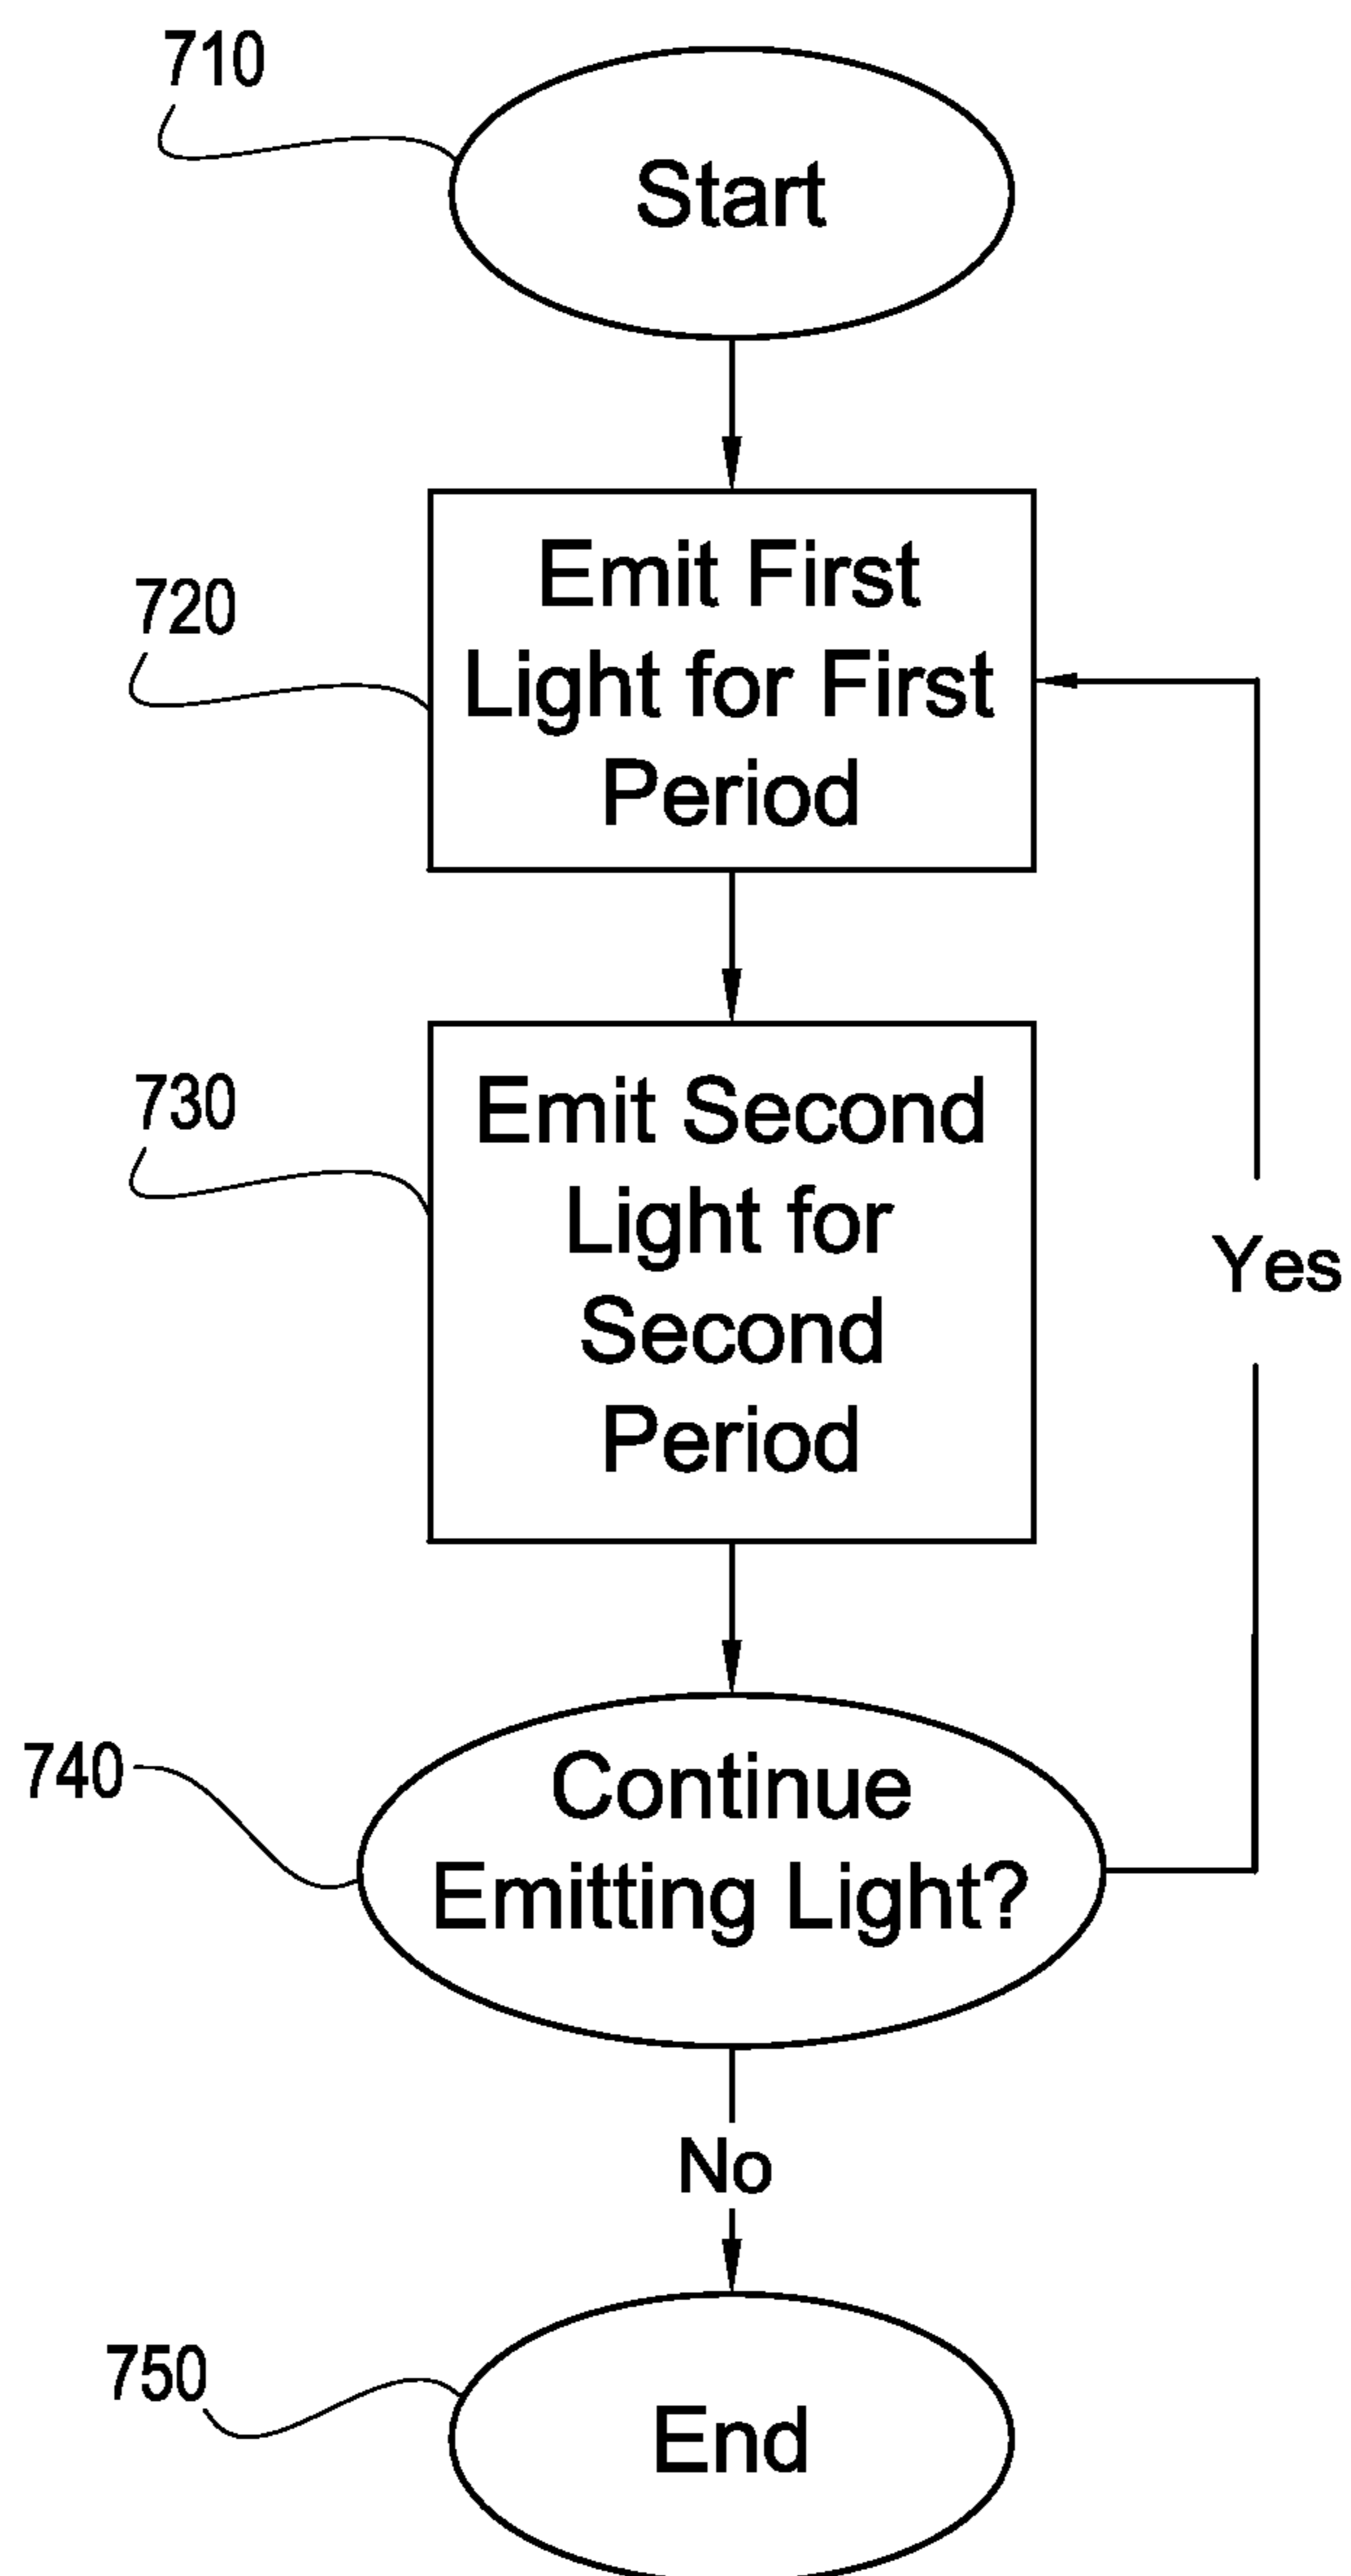 710
Start
720
Emit First
Light for First
Period
730
Emit Second
Light for
Second
Period
Yes
740
Continue
Emitting Light?
No
750
End